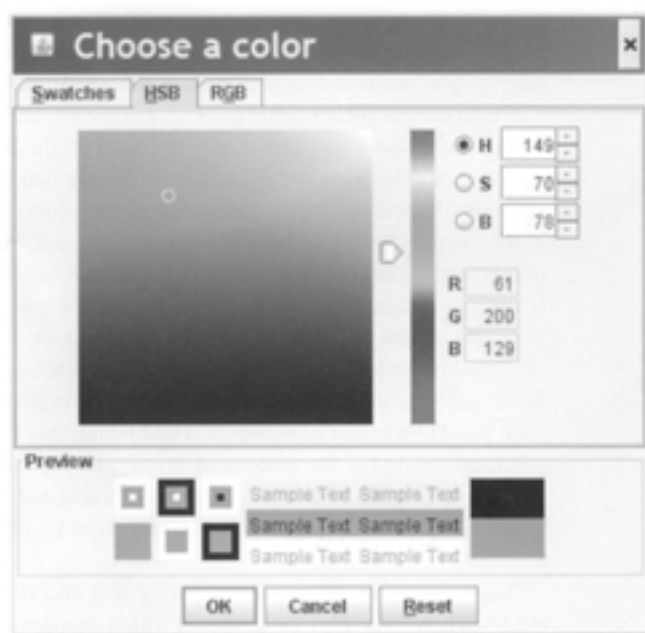 Choose a color
Swatches HSB RGB
H 149
S 70
B 78
R 61
G 200
B 129
Preview
Sample Text Sample Text
Sample Text Sample Text
Sample Text Sample Text
OK Cancel Reset